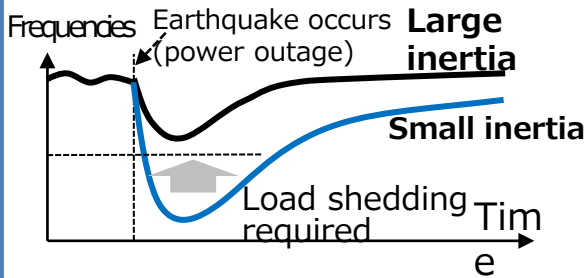 Frequencies
Earthquake occurs
(power outage)
Large
inertia
Small inertia
Load shedding
required
Tim
e